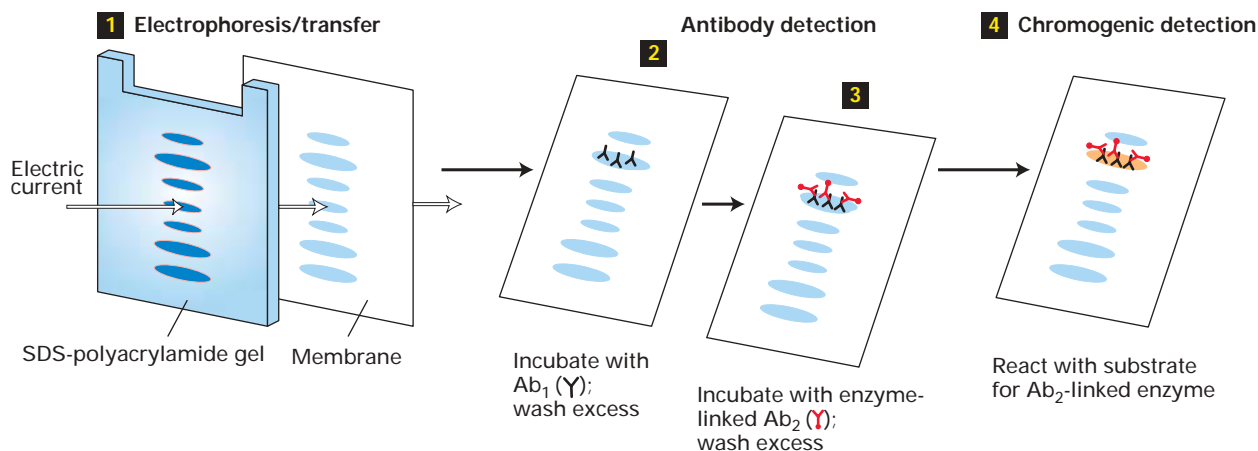 1 Electrophoresis/transfer
Antibody detection
4 Chromogenic detection
2
3
Electric
current
SDS-polyacrylamide gel
Membrane
Incubate with
Ab₁ (Y);
wash excess
Incubate with enzyme-
linked Ab₂ (Y);
wash excess
React with substrate
for Ab₂-linked enzyme